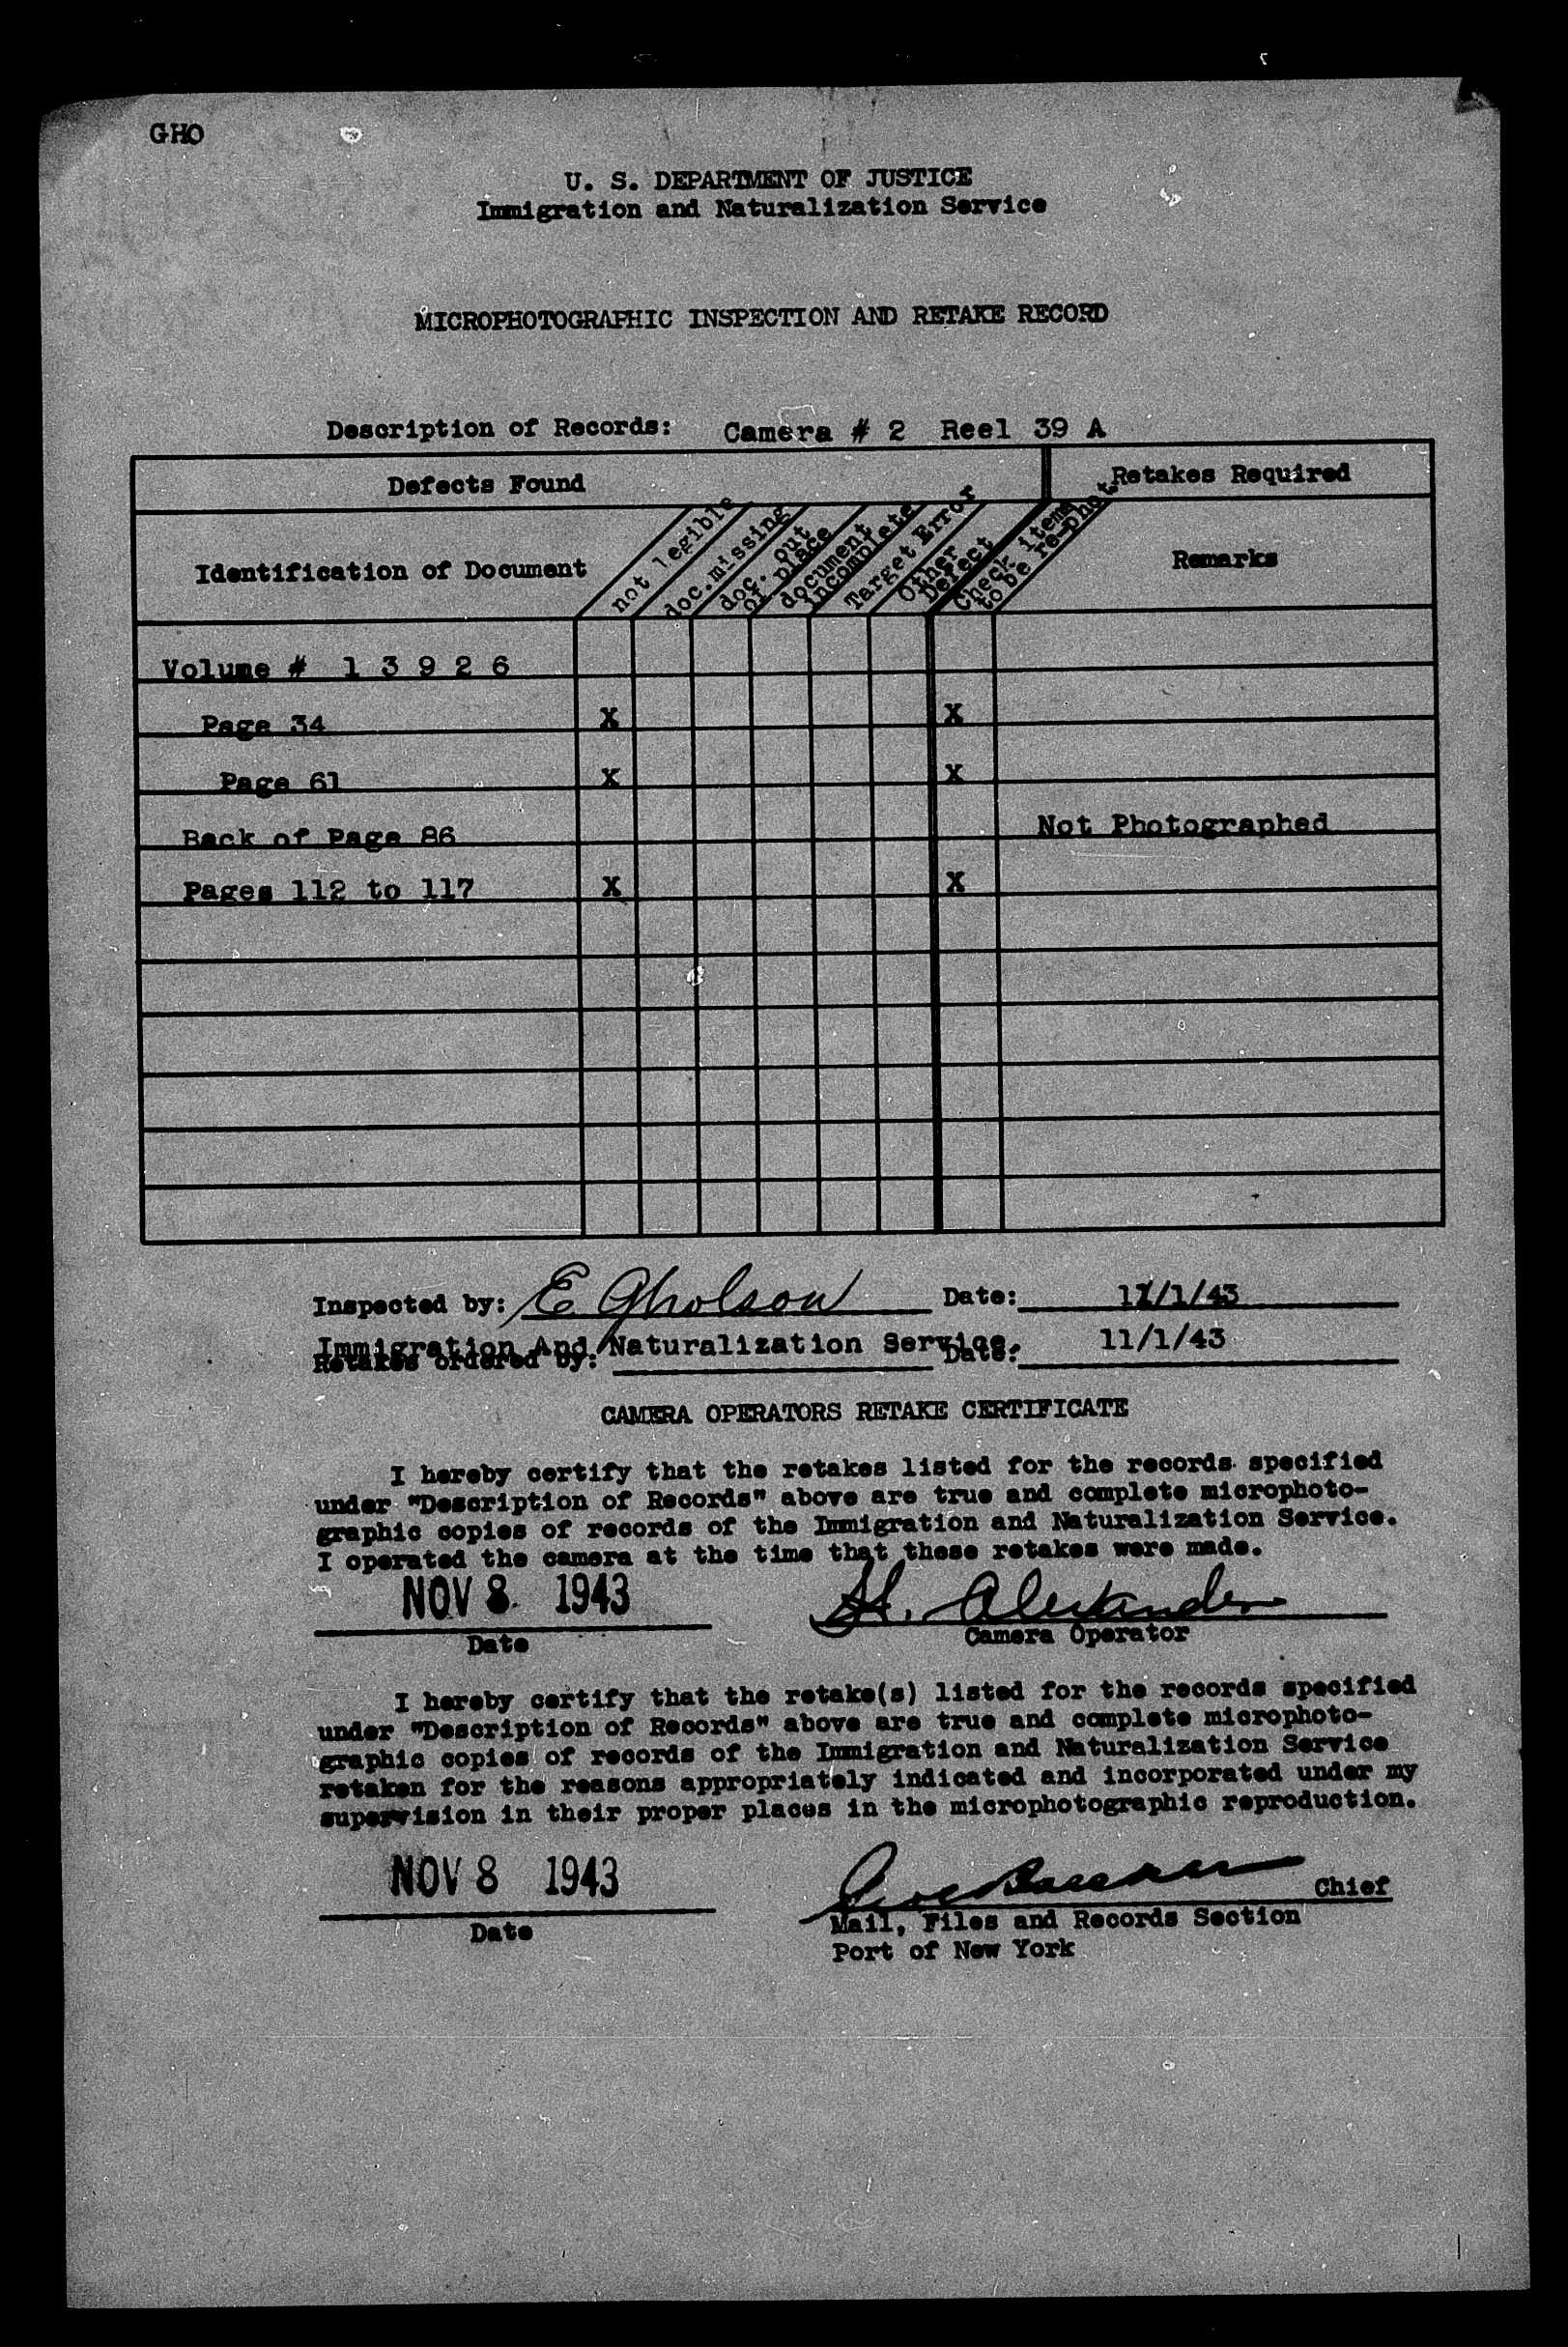 GHO
U. S. DEPARTMENT OF JUSTICE
Immigration and Naturalization Service
MICROPHOTOGRAPHIC INSPECTION AND RETAKE RECORD
Description of Records: Camera # 2 Reel 39 A
Defects Found
Retakes Required
Identification of Document
not legible
doc.missing
doc. out
of place
document
incomplete
Target Error
Other
Defect
Check items
to be re-phot.
Remarks
Volume # 1 3 9 2 6
Page 34 X X
Page 61 X X
Back of Page 86 Not Photographed
Pages 112 to 117 X X
Inspected by: E Gholson Date: 11/1/43
Immigration And Naturalization Service. 11/1/43
Retakes ordered by: Date:
CAMERA OPERATORS RETAKE CERTIFICATE
I hereby certify that the retakes listed for the records specified
under "Description of Records" above are true and complete microphoto-
graphic copies of records of the Immigration and Naturalization Service.
I operated the camera at the time that these retakes were made.
NOV 8 1943 Alexander
Date Camera Operator
I hereby certify that the retake(s) listed for the records specified
under "Description of Records" above are true and complete microphoto-
graphic copies of records of the Immigration and Naturalization Service
retaken for the reasons appropriately indicated and incorporated under my
supervision in their proper places in the microphotographic reproduction.
NOV 8 1943 Chief
Date Mail, Files and Records Section
Port of New York